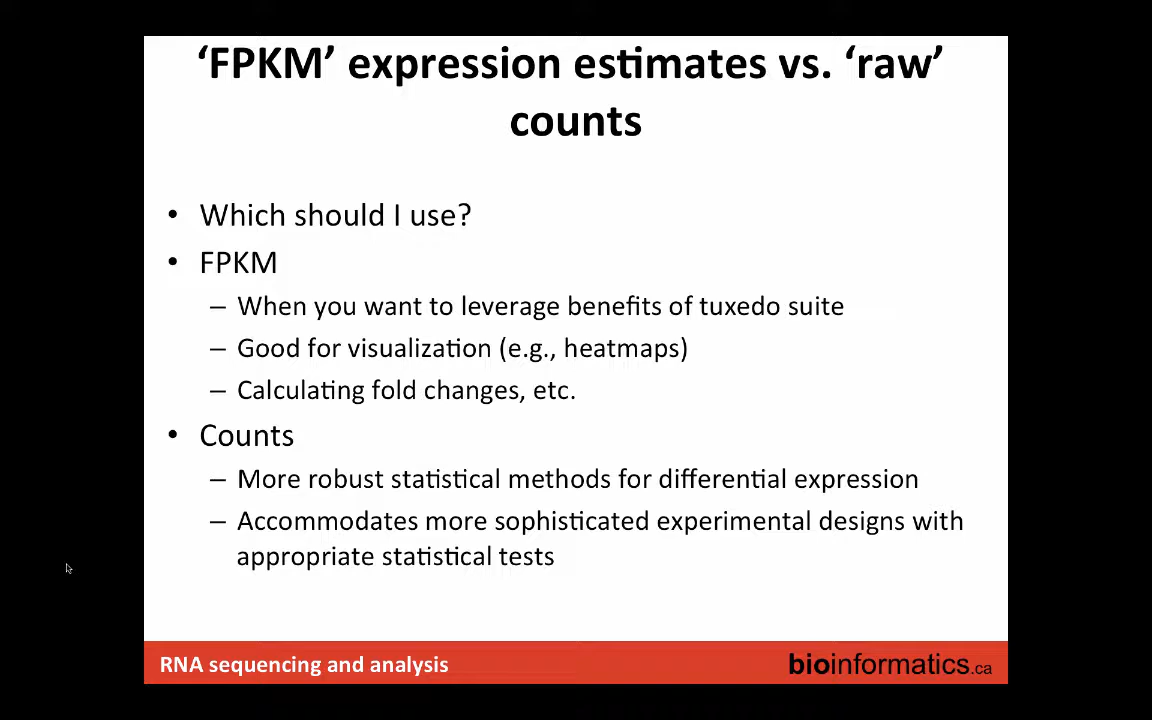 ‘FPKM’ expression estimates vs. ‘raw’
counts
• Which should I use?
• FPKM
– When you want to leverage benefits of tuxedo suite
– Good for visualization (e.g., heatmaps)
– Calculating fold changes, etc.
• Counts
– More robust statistical methods for differential expression
– Accommodates more sophisticated experimental designs with
appropriate statistical tests
RNA sequencing and analysis
bioinformatics.ca